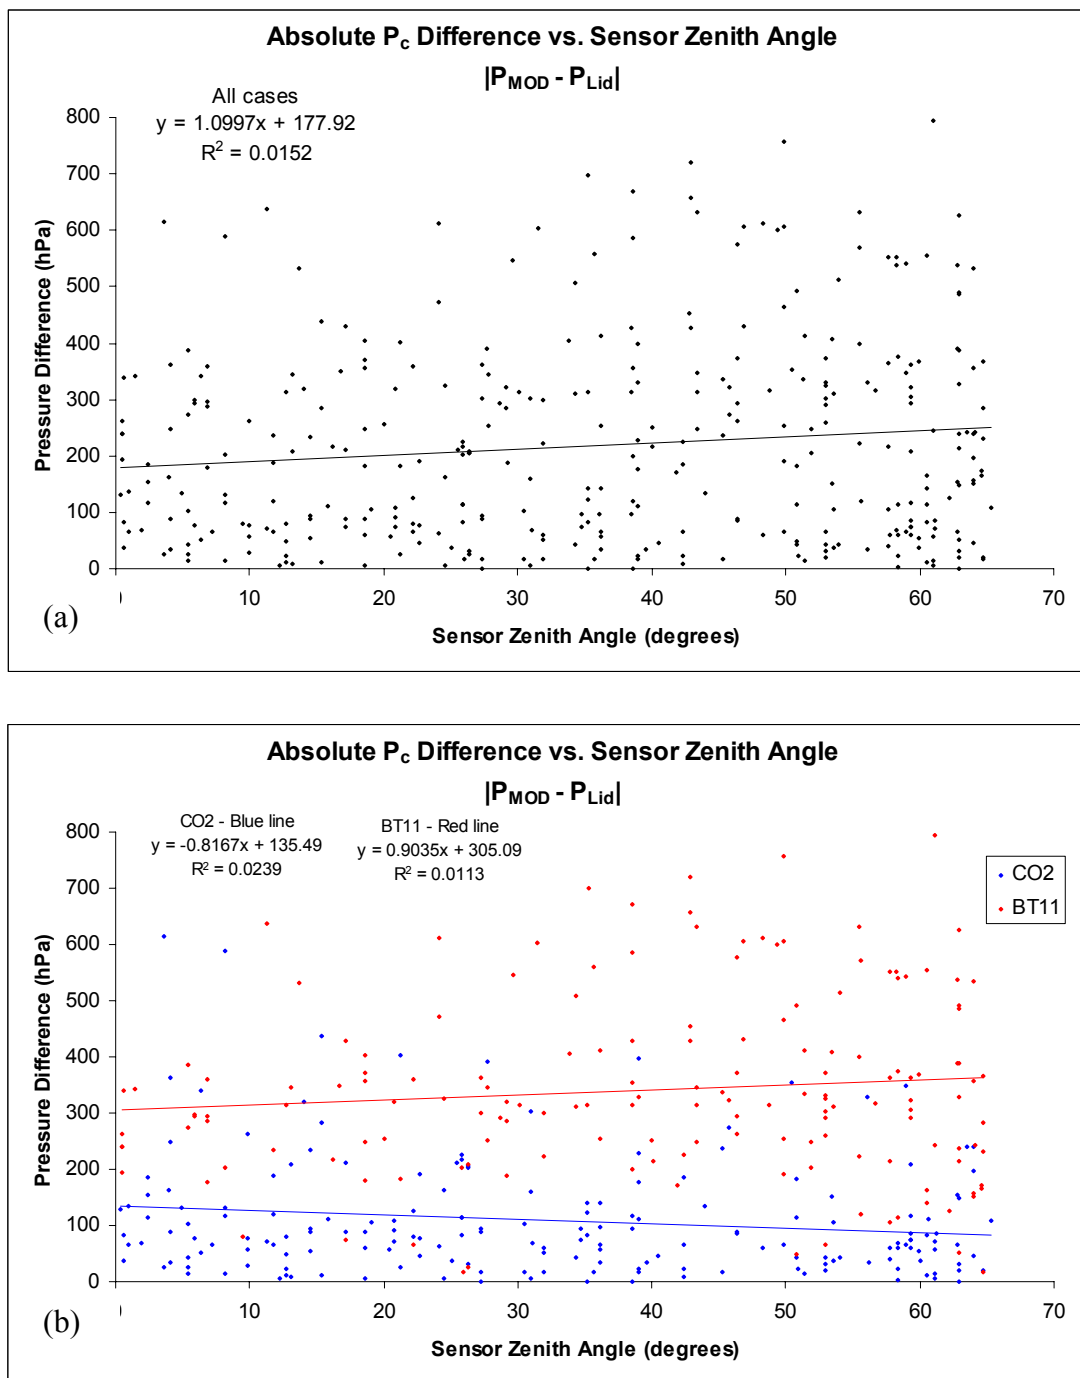 Absolute Pc Difference vs. Sensor Zenith Angle
|PMOD - PLid|
All cases
y = 1.0997x + 177.92
R² = 0.0152
800
700
600
500
400
300
200
100
0
Pressure Difference (hPa)
0 10 20 30 40 50 60 70
Sensor Zenith Angle (degrees)
(a)
Absolute Pc Difference vs. Sensor Zenith Angle
|PMOD - PLid|
CO2 - Blue line
y = -0.8167x + 135.49
R² = 0.0239
BT11 - Red line
y = 0.9035x + 305.09
R² = 0.0113
CO2
BT11
800
700
600
500
400
300
200
100
0
Pressure Difference (hPa)
0 10 20 30 40 50 60 70
Sensor Zenith Angle (degrees)
(b)